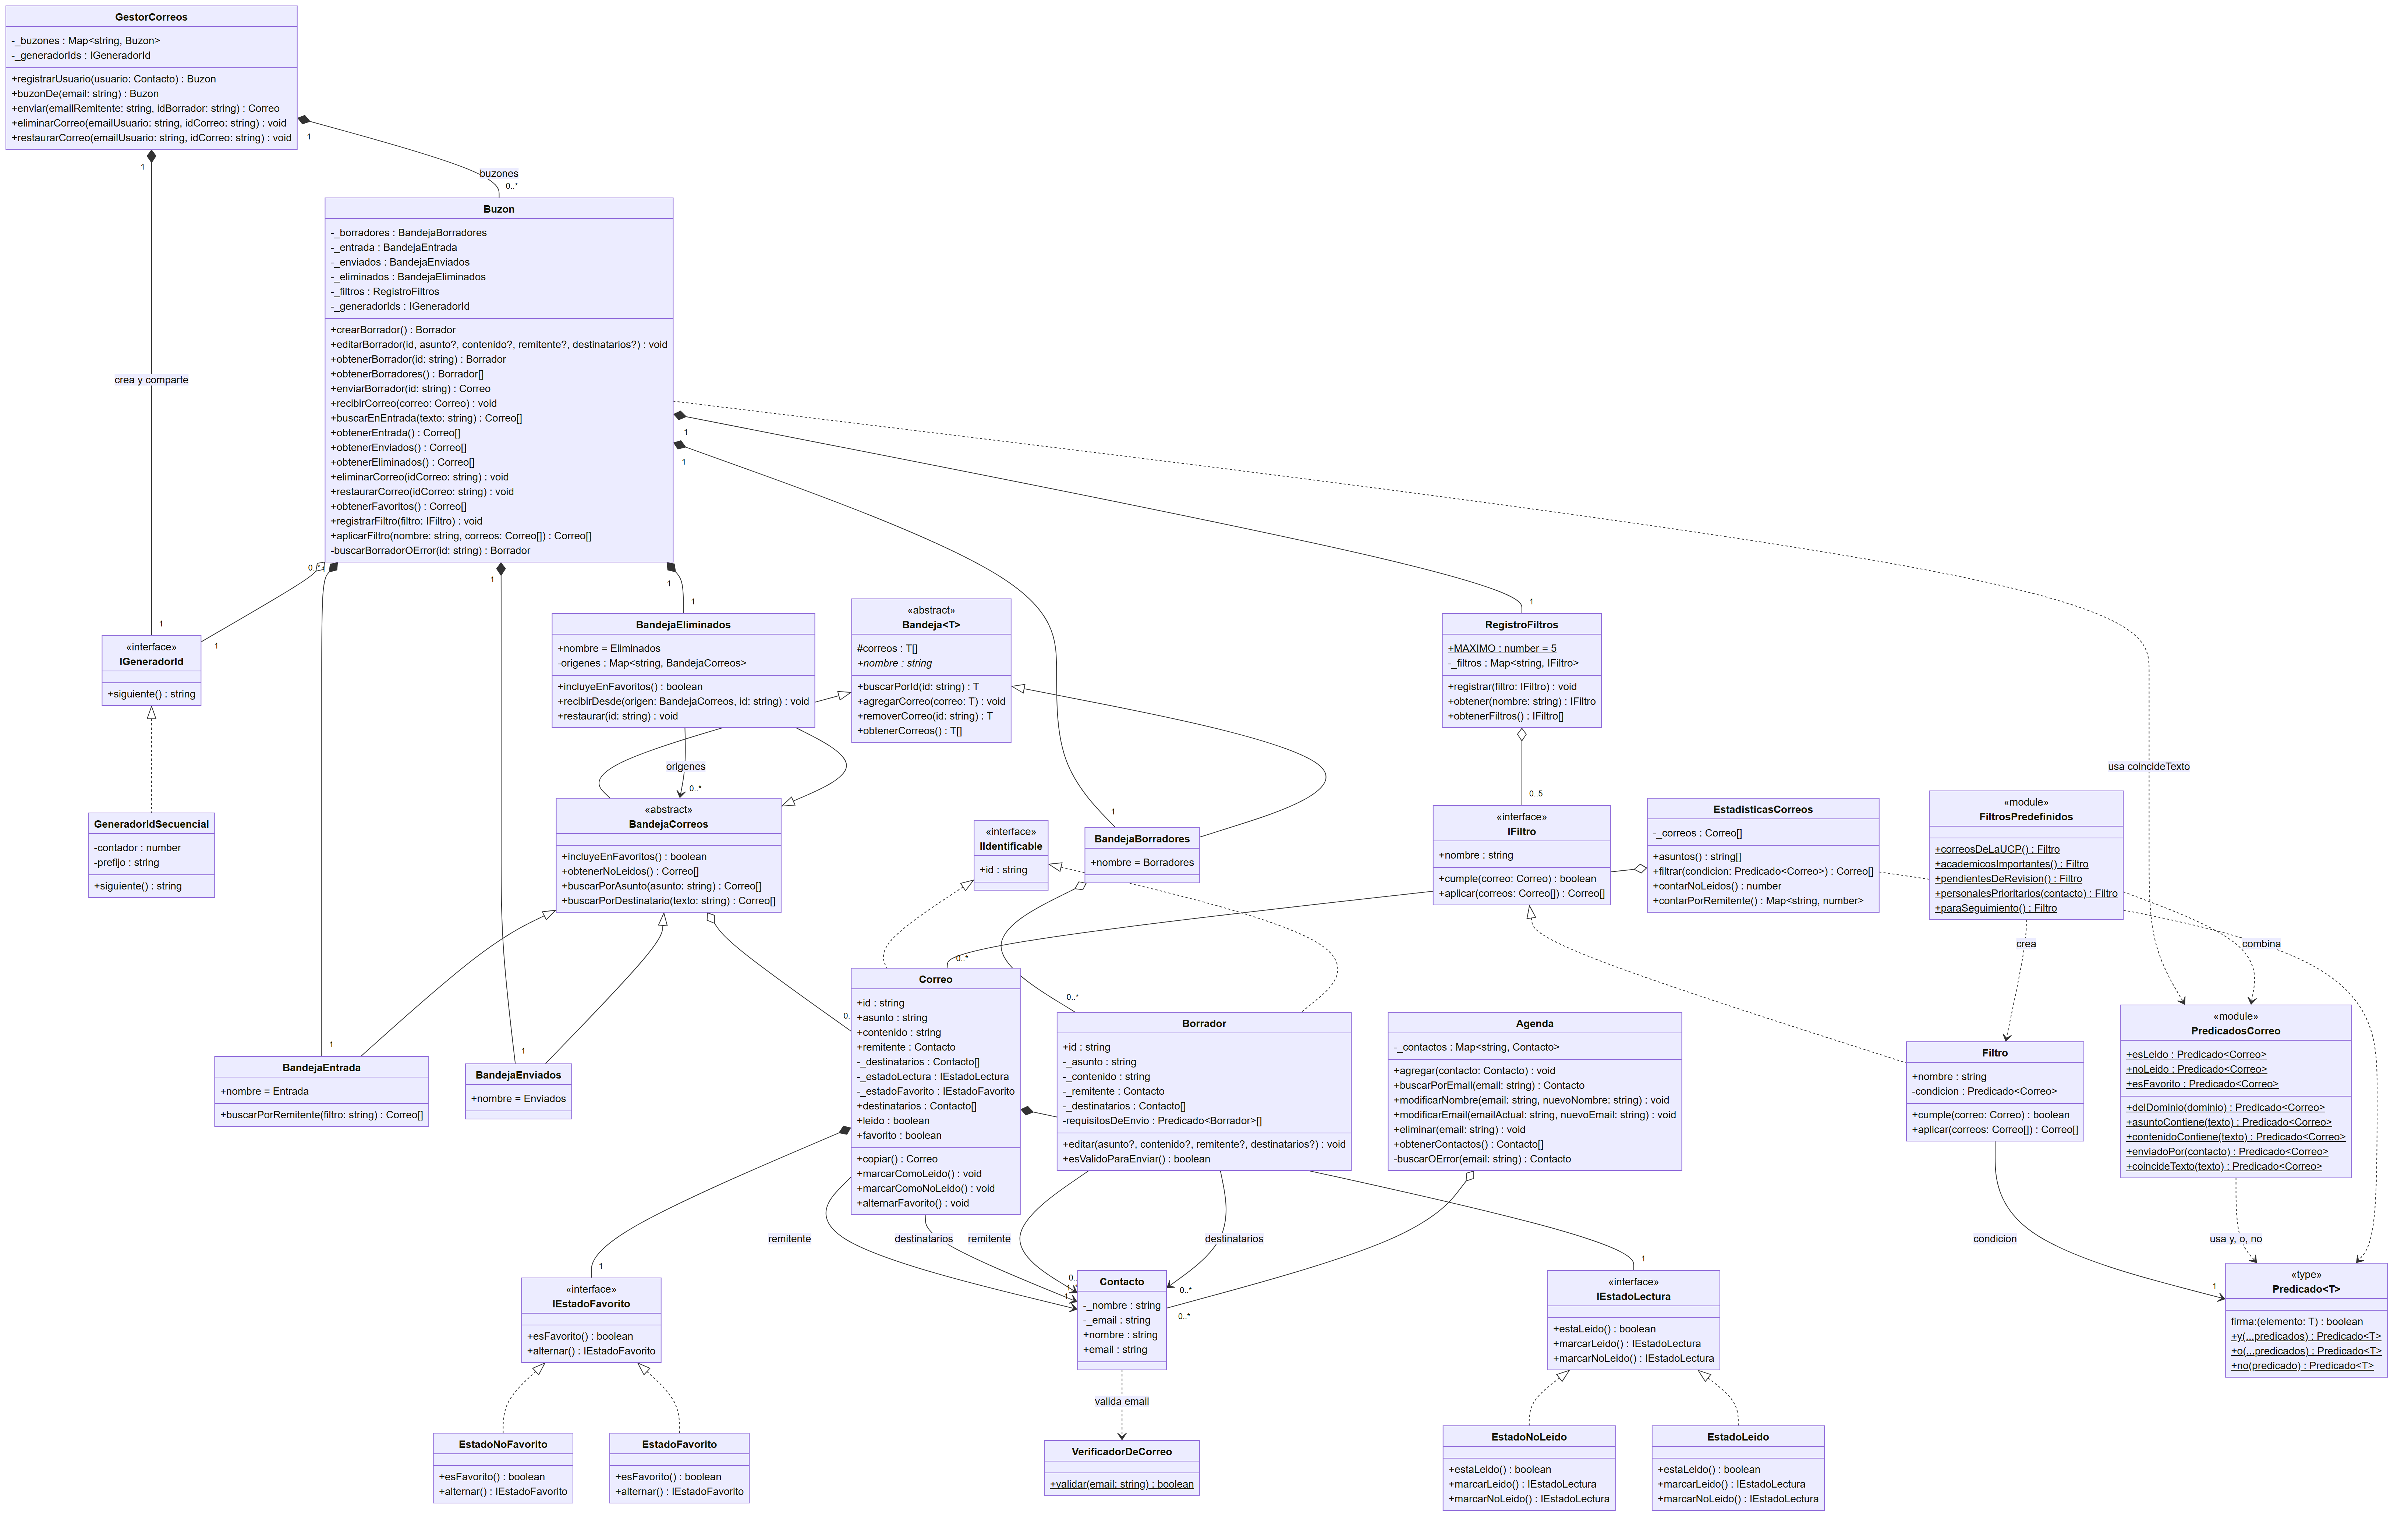 GestorCorreos
-_buzones : Map<string, Buzon>
-_generadorIds : IGeneradorId
+registrarUsuario(usuario: Contacto) : Buzon
+buzonDe(email: string) : Buzon
+enviar(emailRemitente: string, idBorrador: string) : Correo
+eliminarCorreo(emailUsuario: string, idCorreo: string) : void
+restaurarCorreo(emailUsuario: string, idCorreo: string) : void
1
1
buzones
0..*
crea y comparte
Buzon
-_borradores : BandejaBorradores
-_entrada : BandejaEntrada
-_enviados : BandejaEnviados
-_eliminados : BandejaEliminados
-_filtros : RegistroFiltros
-_generadorIds : IGeneradorId
+crearBorrador() : Borrador
+editarBorrador(id, asunto?, contenido?, remitente?, destinatarios?) : void
+obtenerBorrador(id: string) : Borrador
+obtenerBorradores() : Borrador[]
+enviarBorrador(id: string) : Correo
+recibirCorreo(correo: Correo) : void
+buscarEnEntrada(texto: string) : Correo[]
+obtenerEntrada() : Correo[]
+obtenerEnviados() : Correo[]
+obtenerEliminados() : Correo[]
+eliminarCorreo(idCorreo: string) : void
+restaurarCorreo(idCorreo: string) : void
+obtenerFavoritos() : Correo[]
+registrarFiltro(filtro: IFiltro) : void
+aplicarFiltro(nombre: string, correos: Correo[]) : Correo[]
-buscarBorradorOError(id: string) : Borrador
1
1
0..*
1
1
1
1
1
1
«interface»
IGeneradorId
+siguiente() : string
GeneradorIdSecuencial
-contador : number
-prefijo : string
+siguiente() : string
BandejaEliminados
+nombre = Eliminados
-origenes : Map<string, BandejaCorreos>
+incluyeEnFavoritos() : boolean
+recibirDesde(origen: BandejaCorreos, id: string) : void
+restaurar(id: string) : void
origenes
0..*
«abstract»
Bandeja<T>
#correos : T[]
+nombre : string
+buscarPorId(id: string) : T
+agregarCorreo(correo: T) : void
+removerCorreo(id: string) : T
+obtenerCorreos() : T[]
RegistroFiltros
+MAXIMO : number = 5
-_filtros : Map<string, IFiltro>
+registrar(filtro: IFiltro) : void
+obtener(nombre: string) : IFiltro
+obtenerFiltros() : IFiltro[]
0..5
usa coincideTexto
«abstract»
BandejaCorreos
+incluyeEnFavoritos() : boolean
+obtenerNoLeidos() : Correo[]
+buscarPorAsunto(asunto: string) : Correo[]
+buscarPorDestinatario(texto: string) : Correo[]
«interface»
IIdentificable
+id : string
1
BandejaBorradores
+nombre = Borradores
«interface»
IFiltro
+nombre : string
+cumple(correo: Correo) : boolean
+aplicar(correos: Correo[]) : Correo[]
EstadisticasCorreos
-_correos : Correo[]
+asuntos() : string[]
+filtrar(condicion: Predicado<Correo>) : Correo[]
+contarNoLeidos() : number
+contarPorRemitente() : Map<string, number>
«module»
FiltrosPredefinidos
+correosDeLaUCP() : Filtro
+academicosImportantes() : Filtro
+pendientesDeRevision() : Filtro
+personalesPrioritarios(contacto) : Filtro
+paraSeguimiento() : Filtro
crea
combina
0..*
0..*
0..
1
BandejaEntrada
+nombre = Entrada
+buscarPorRemitente(filtro: string) : Correo[]
1
BandejaEnviados
+nombre = Enviados
Correo
+id : string
+asunto : string
+contenido : string
+remitente : Contacto
-_destinatarios : Contacto[]
-_estadoLectura : IEstadoLectura
-_estadoFavorito : IEstadoFavorito
+destinatarios : Contacto[]
+leido : boolean
+favorito : boolean
+copiar() : Correo
+marcarComoLeido() : void
+marcarComoNoLeido() : void
+alternarFavorito() : void
Borrador
+id : string
-_asunto : string
-_contenido : string
-_remitente : Contacto
-_destinatarios : Contacto[]
-requisitosDeEnvio : Predicado<Borrador>[]
+editar(asunto?, contenido?, remitente?, destinatarios?) : void
+esValidoParaEnviar() : boolean
Agenda
-_contactos : Map<string, Contacto>
+agregar(contacto: Contacto) : void
+buscarPorEmail(email: string) : Contacto
+modificarNombre(email: string, nuevoNombre: string) : void
+modificarEmail(emailActual: string, nuevoEmail: string) : void
+eliminar(email: string) : void
+obtenerContactos() : Contacto[]
-buscarOError(email: string) : Contacto
Filtro
+nombre : string
-condicion : Predicado<Correo>
+cumple(correo: Correo) : boolean
+aplicar(correos: Correo[]) : Correo[]
«module»
PredicadosCorreo
+esLeido : Predicado<Correo>
+noLeido : Predicado<Correo>
+esFavorito : Predicado<Correo>
+delDominio(dominio) : Predicado<Correo>
+asuntoContiene(texto) : Predicado<Correo>
+contenidoContiene(texto) : Predicado<Correo>
+enviadoPor(contacto) : Predicado<Correo>
+coincideTexto(texto) : Predicado<Correo>
remitente
destinatarios
remitente
destinatarios
condicion
usa y, o, no
1
0..
1
0..*
0..*
1
1
«interface»
IEstadoFavorito
+esFavorito() : boolean
+alternar() : IEstadoFavorito
Contacto
-_nombre : string
-_email : string
+nombre : string
+email : string
«interface»
IEstadoLectura
+estaLeido() : boolean
+marcarLeido() : IEstadoLectura
+marcarNoLeido() : IEstadoLectura
«type»
Predicado<T>
firma:(elemento: T) : boolean
+y(...predicados) : Predicado<T>
+o(...predicados) : Predicado<T>
+no(predicado) : Predicado<T>
valida email
EstadoNoFavorito
+esFavorito() : boolean
+alternar() : IEstadoFavorito
EstadoFavorito
+esFavorito() : boolean
+alternar() : IEstadoFavorito
VerificadorDeCorreo
+validar(email: string) : boolean
EstadoNoLeido
+estaLeido() : boolean
+marcarLeido() : IEstadoLectura
+marcarNoLeido() : IEstadoLectura
EstadoLeido
+estaLeido() : boolean
+marcarLeido() : IEstadoLectura
+marcarNoLeido() : IEstadoLectura